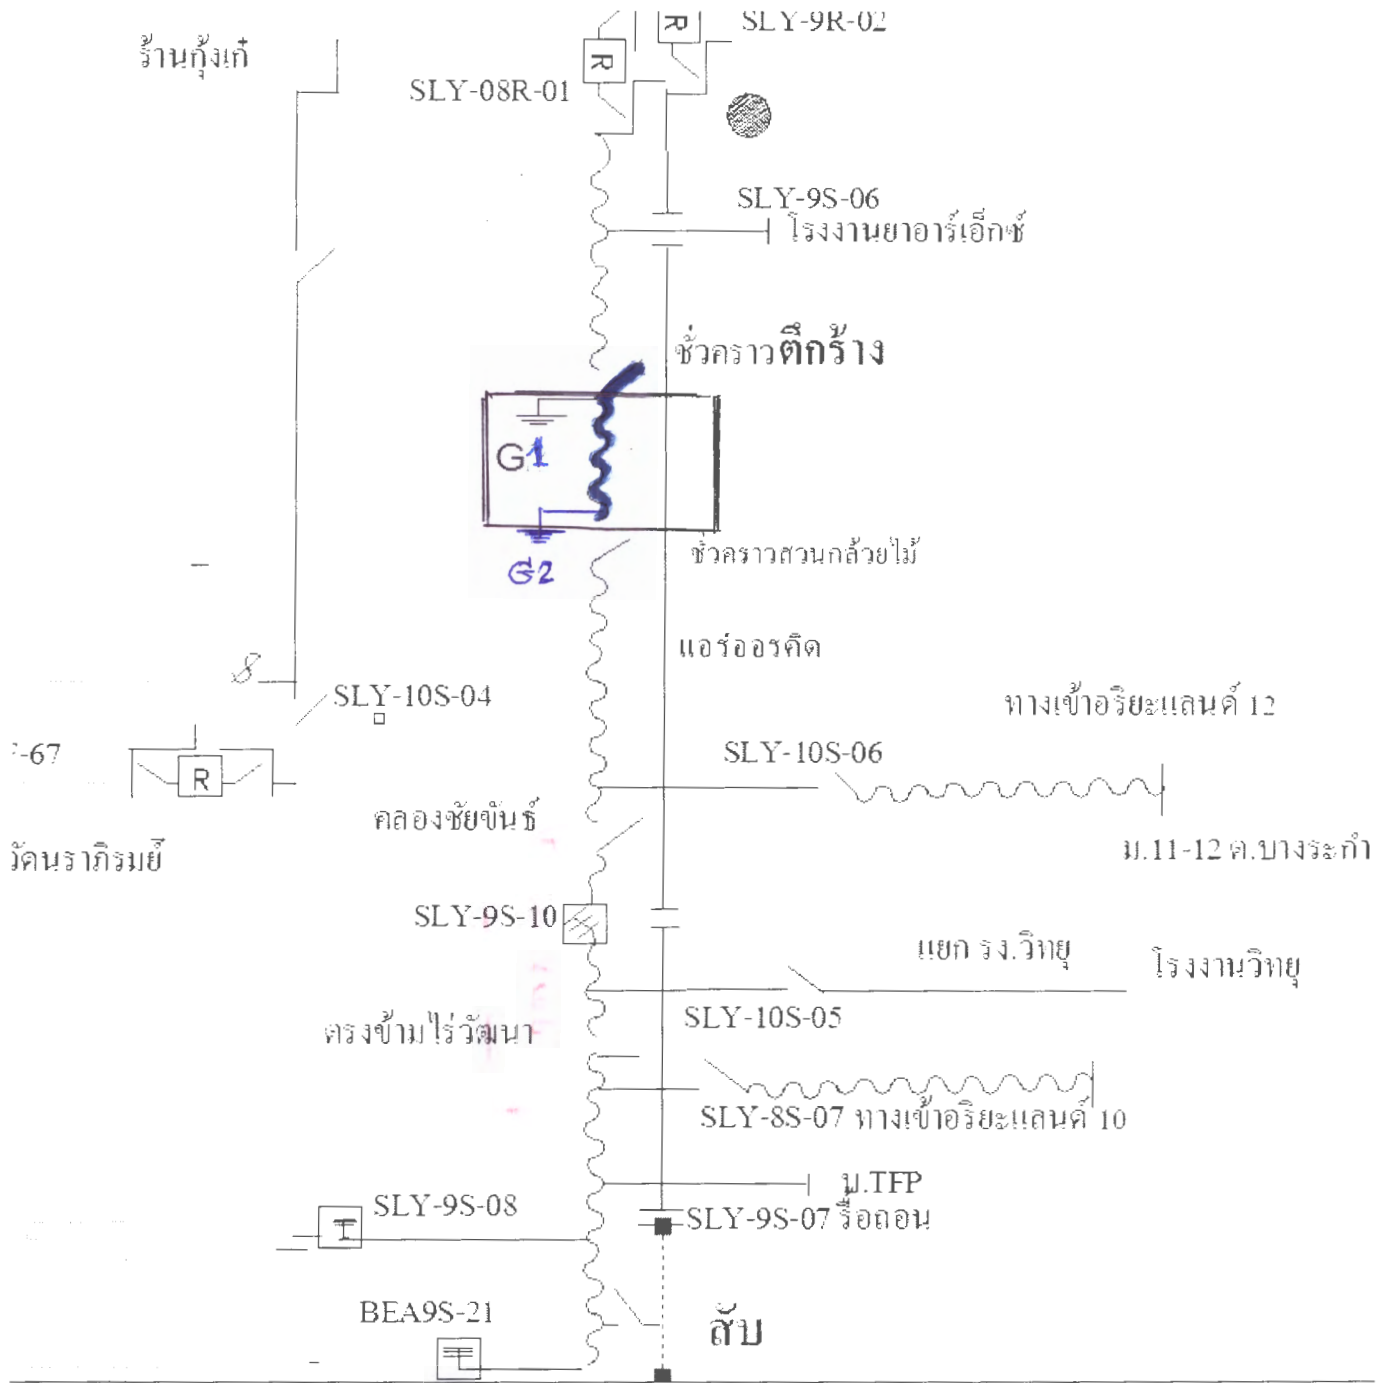 SLY-9R-02
R
ร้านกุ้งเก๋
R
SLY-08R-01
SLY-9S-06
โรงงานยาอาร์เอ็กซ์
ชั่วคราวตึกร้าง
G1
ชั่วคราวสวนกล้วยไม้
G2
แอร์ออรคิด
8
SLY-10S-04
ทางเข้าอริยะแลนด์ 12
-67
R
SLY-10S-06
คลองชัยขันธ์
วัดนราภิรมย์
ม.11-12 ต.บางระกำ
SLY-9S-10
แยก รง.วิทยุ
โรงงานวิทยุ
SLY-10S-05
ตรงข้ามไร่วัฒนา
SLY-8S-07 ทางเข้าอริยะแลนด์ 10
บ.TFP
SLY-9S-08
SLY-9S-07 รื้อถอน
BEA9S-21
สับ